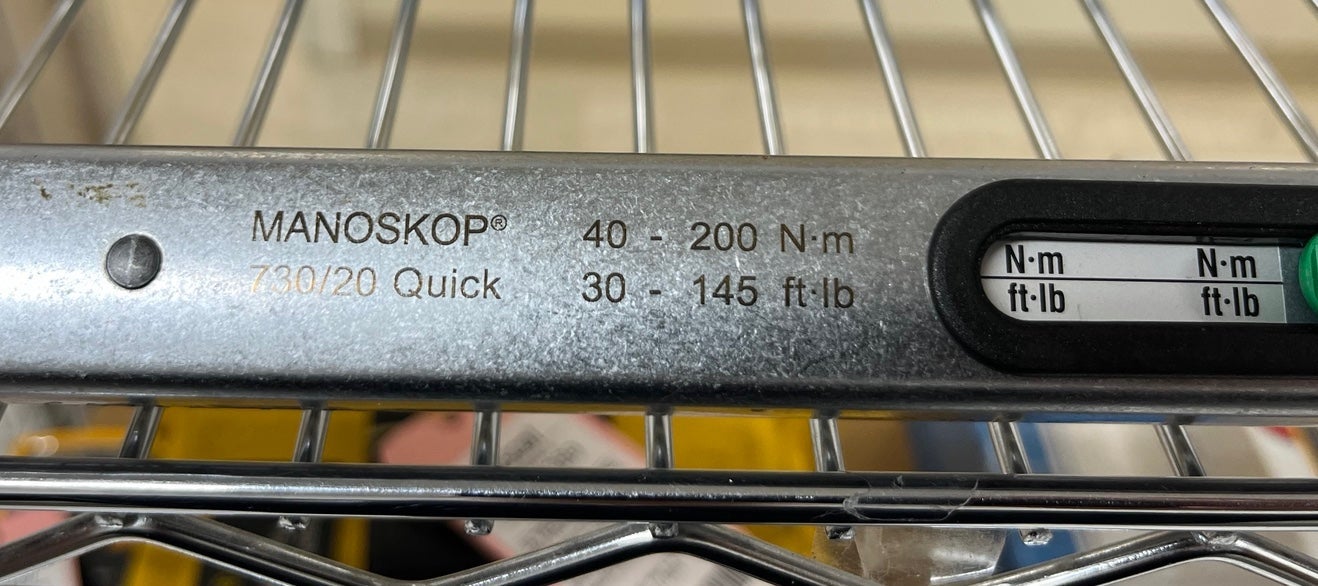 MANOSKOP® 40 - 200 N·m
730/20 Quick 30 - 145 ft·lb
N·m N·m
ft·lb ft·lb